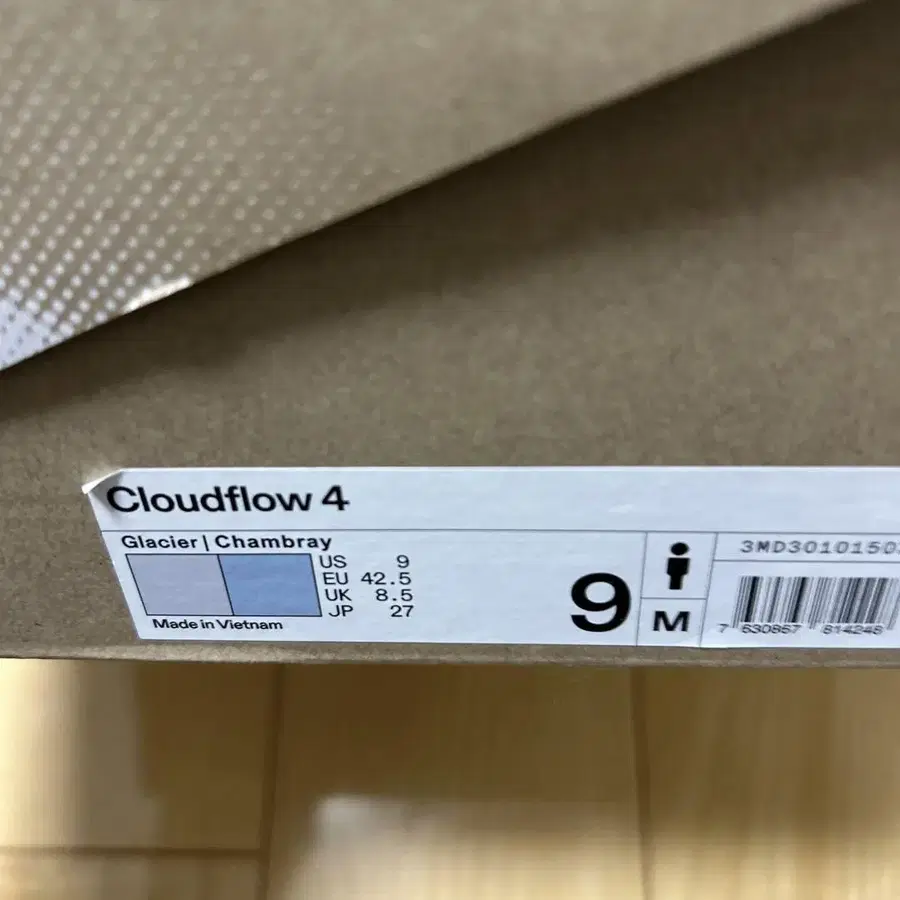 Cloudflow 4
Glacier | Chambray
US 9
EU 42.5
UK 8.5
JP 27
Made in Vietnam
9
M
3MD3010150
7 630867 814246